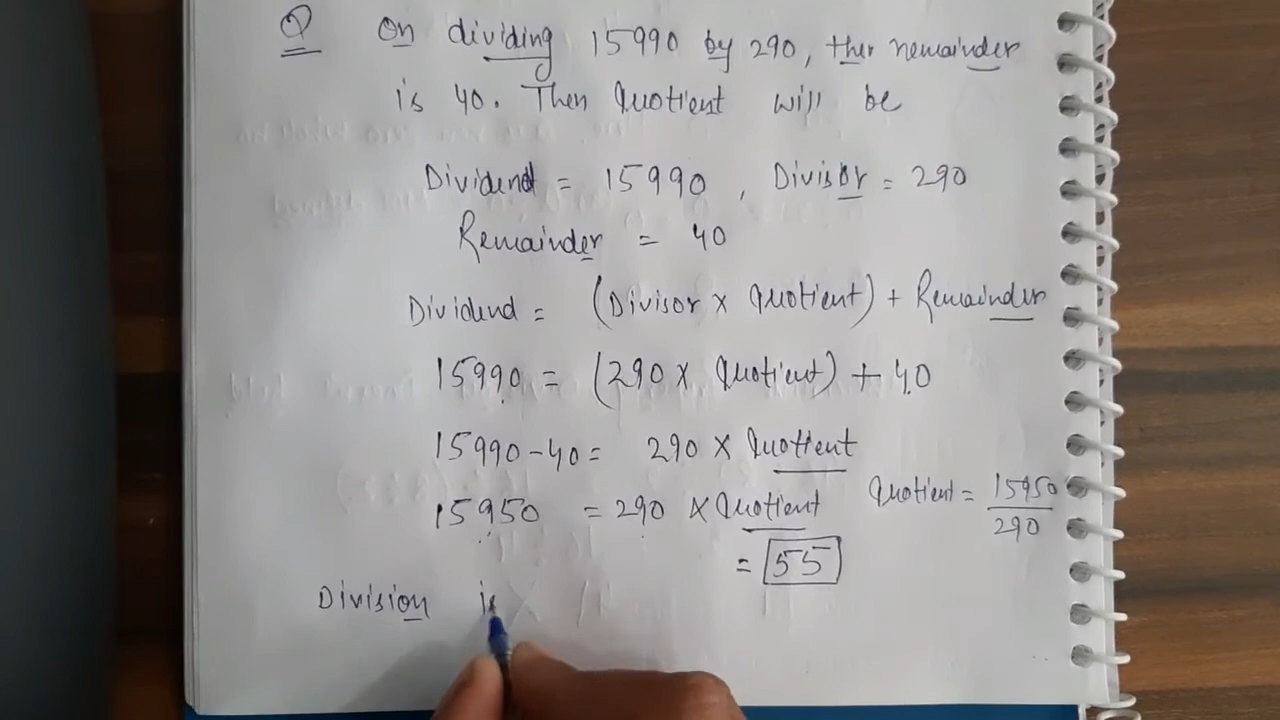 Q On dividing 15990 by 290, ther remainder
is 40. Then Quotient will be
Dividend = 15990, Divisor = 290
Remainder = 40
Dividend = (Divisor × Quotient) + Remainder
15990 = (290 × Quotient) + 40
15990 - 40 = 290 × Quotient
15950 = 290 × Quotient
Quotient = 15950/290
= 55
Division is